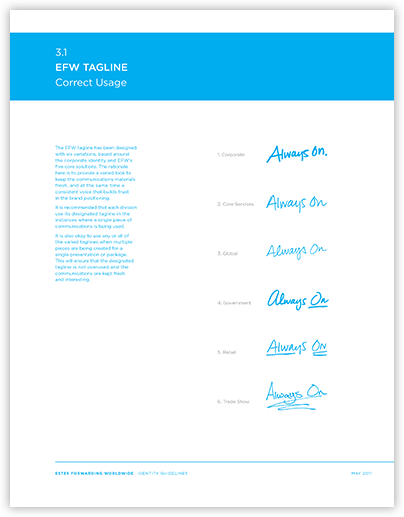 3.1
EFW TAGLINE
Correct Usage
The EFW tagline has been designed
with six variations, based around
the corporate identity and EFW's
five core solutions. The rationale
here is to provide a varied look to
keep the communications materials
fresh, and at the same time a
consistent voice that builds trust
in the brand positioning.
It is recommended that each division
use its designated tagline in the
instances where a single piece of
communications is being used.
It is also okay to use any or all of
the varied taglines when multiple
pieces are being created for a
single presentation or package.
This will ensure that the designated
tagline is not overused and the
communications are kept fresh
and interesting.
1. Corporate
Always On.
2. Core Services
Always On
3. Global
Always On
4. Government
Always On
5. Retail
Always On
6. Trade Show
Always On
ESTES FORWARDING WORLDWIDE IDENTITY GUIDELINES
MAY 2011